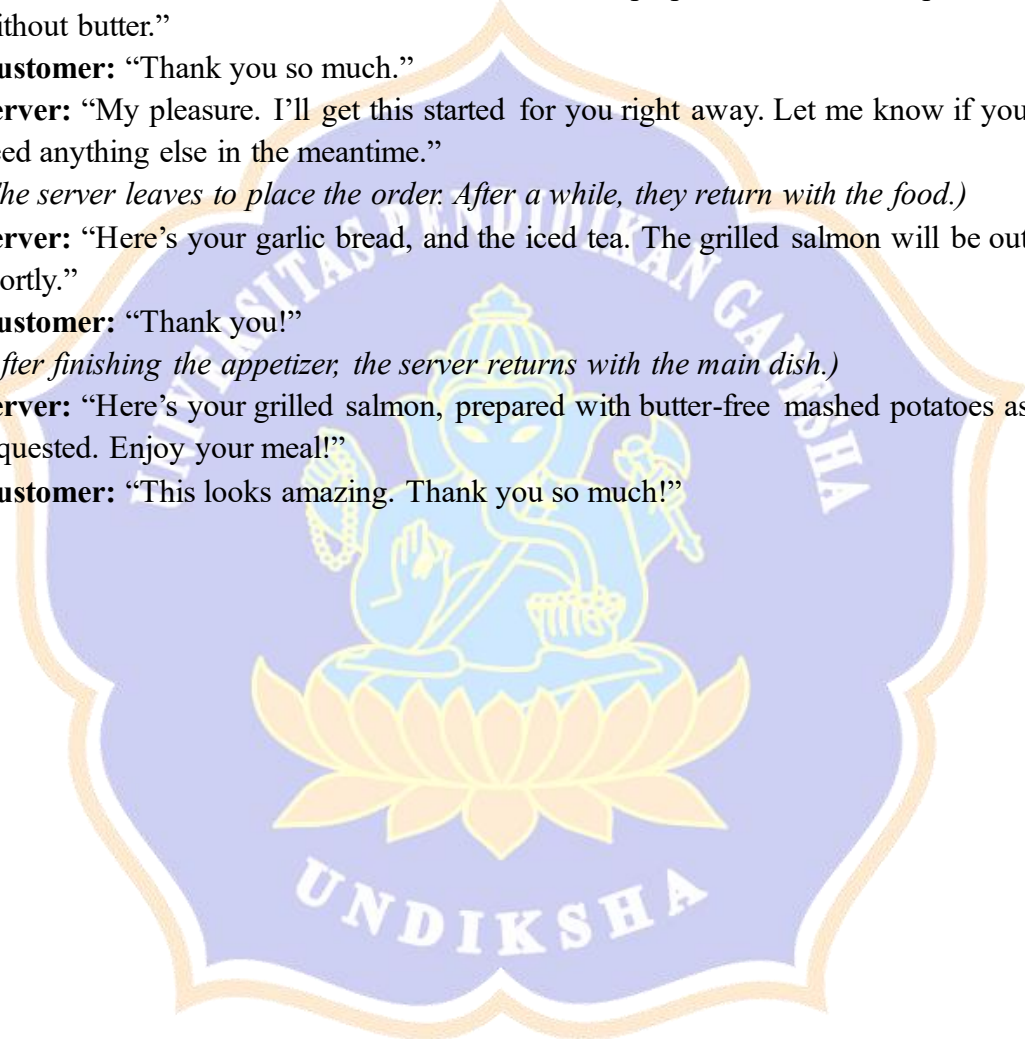 ithout butter.”
ustomer: “Thank you so much.”
erver: “My pleasure. I’ll get this started for you right away. Let me know if you
eed anything else in the meantime.”
he server leaves to place the order. After a while, they return with the food.)
erver: “Here’s your garlic bread, and the iced tea. The grilled salmon will be out
ortly.”
ustomer: “Thank you!”
fter finishing the appetizer, the server returns with the main dish.)
erver: “Here’s your grilled salmon, prepared with butter-free mashed potatoes as
quested. Enjoy your meal!”
ustomer: “This looks amazing. Thank you so much!”
UNIVERSITAS PENDIDIKAN GANESHA
UNDIKSHA